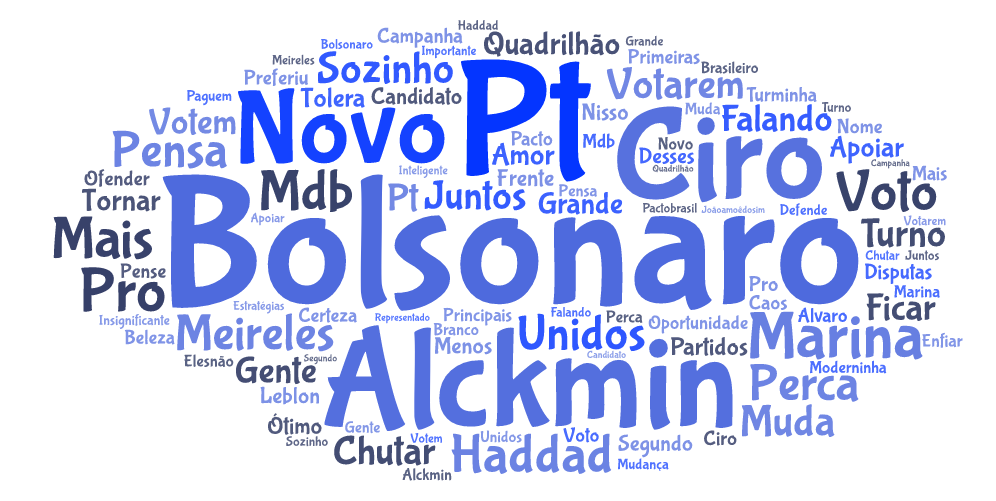 Haddad
Bolsonaro Campanha Quadrilhão Grande
Importante
Meireles Sozinho Primeiras
Preferiu Brasileiro
Paguem Tolera Candidato Pt Votarem Turminha
Votem Novo Nisso Muda Falando Turno
Pensa Pacto Mdb Ciro Novo Nome
Amor Desses Apoiar
Inteligente Frente Quadrilhão Campanha
Ofender Mdb Pt Juntos Pensa Voto Mais
Tornar Grande Pactobrasil Joãoamoêdosim Defende
Apoiar Votarem
Mais Bolsonaro Turno
Pense Chutar Juntos
Pro Pro Disputas
Caos Ficar Marina
Estratégias
Insignificante Certeza Representado Principais Falando Perca Oportunidade Alvaro
Beleza Meireles Branco Unidos Marina Enfiar
Menos Partidos
Elesnão Segundo Alckmin Candidato Moderninha
Gente Perca
Leblon
Ótimo Gente Muda
Sozinho Votem Unidos Voto Segundo Ciro
Chutar Haddad Mudança
Alckmin